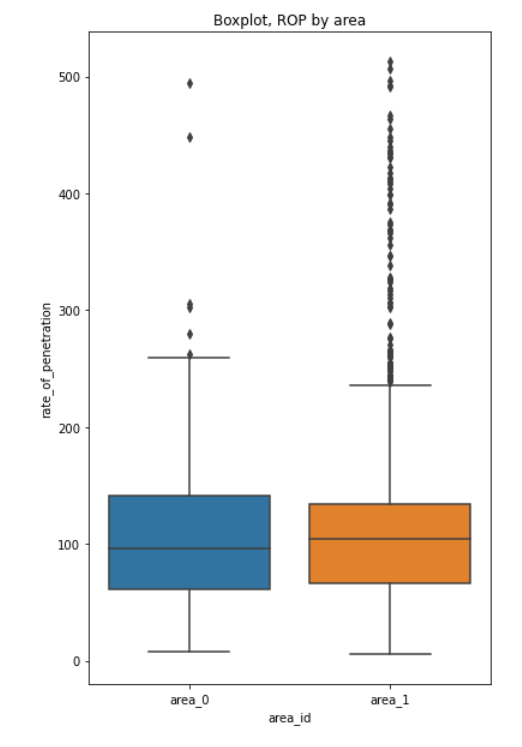 Boxplot, ROP by area
500
400
300
200
100
0
rate_of_penetration
area_0
area_1
area_id